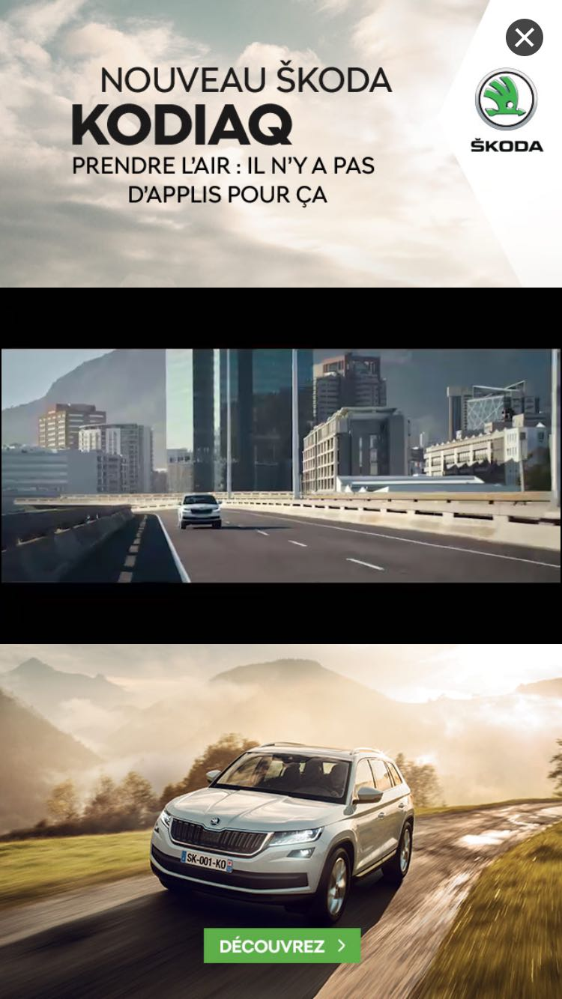 NOUVEAU ŠKODA
KODIAQ
PRENDRE L'AIR : IL N'Y A PAS
D'APPLIS POUR ÇA
ŠKODA
SK-001-KO
DÉCOUVREZ >